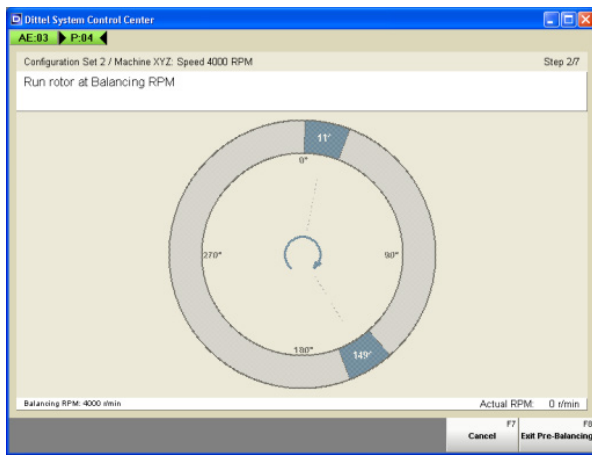 Dittel System Control Center
AE:03 P:04
Configuration Set 2 / Machine XYZ: Speed 4000 RPM Step 2/7
Run rotor at Balancing RPM
11°
0°
270° 90°
180°
149°
Balancing RPM: 4000 r/min Actual RPM: 0 r/min
F7 F8
Cancel Exit Pre-Balancing